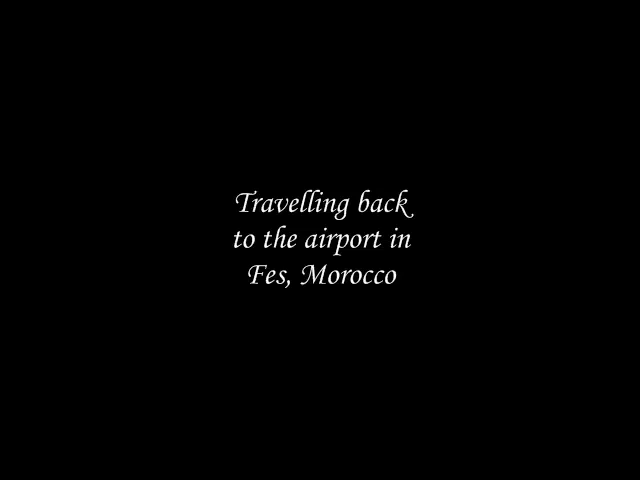 Travelling back
to the airport in
Fes, Morocco